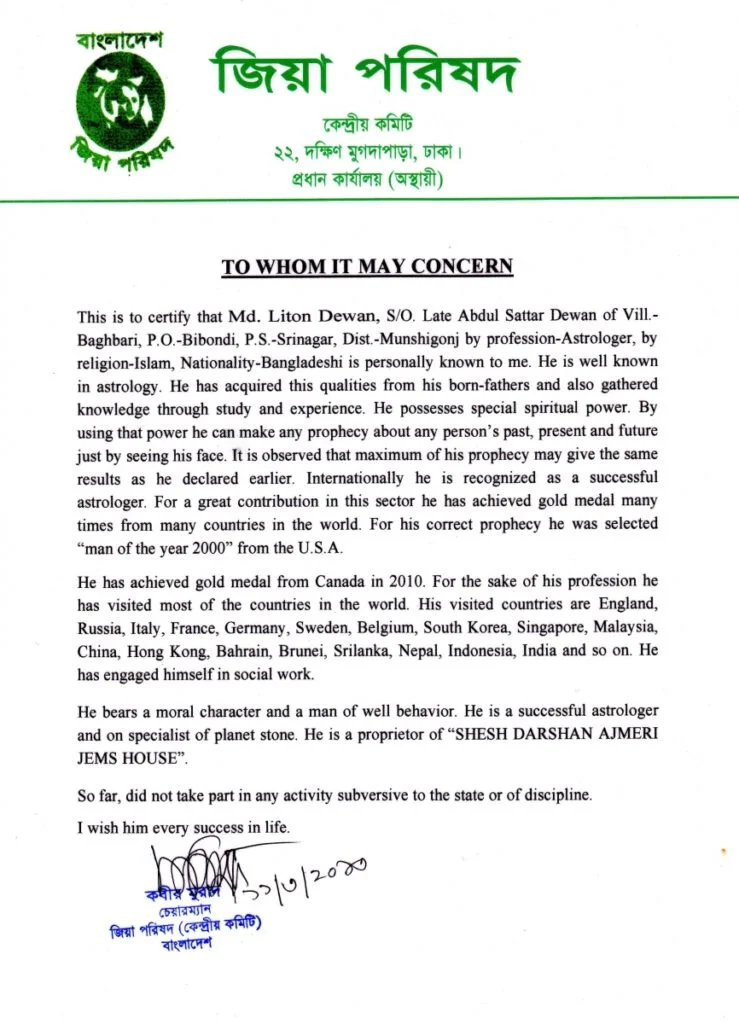 বাংলাদেশ
জিয়া পরিষদ
জিয়া পরিষদ
কেন্দ্রীয় কমিটি
২২, দক্ষিণ মুগদাপাড়া, ঢাকা।
প্রধান কার্যালয় (অস্থায়ী)
TO WHOM IT MAY CONCERN
This is to certify that Md. Liton Dewan, S/O. Late Abdul Sattar Dewan of Vill.-
Baghbari, P.O.-Bibondi, P.S.-Srinagar, Dist.-Munshigonj by profession-Astrologer, by
religion-Islam, Nationality-Bangladeshi is personally known to me. He is well known
in astrology. He has acquired this qualities from his born-fathers and also gathered
knowledge through study and experience. He possesses special spiritual power. By
using that power he can make any prophecy about any person's past, present and future
just by seeing his face. It is observed that maximum of his prophecy may give the same
results as he declared earlier. Internationally he is recognized as a successful
astrologer. For a great contribution in this sector he has achieved gold medal many
times from many countries in the world. For his correct prophecy he was selected
“man of the year 2000” from the U.S.A.
He has achieved gold medal from Canada in 2010. For the sake of his profession he
has visited most of the countries in the world. His visited countries are England,
Russia, Italy, France, Germany, Sweden, Belgium, South Korea, Singapore, Malaysia,
China, Hong Kong, Bahrain, Brunei, Srilanka, Nepal, Indonesia, India and so on. He
has engaged himself in social work.
He bears a moral character and a man of well behavior. He is a successful astrologer
and on specialist of planet stone. He is a proprietor of “SHESH DARSHAN AJMERI
JEMS HOUSE”.
So far, did not take part in any activity subversive to the state or of discipline.
I wish him every success in life.
কবীর মুরাদ
চেয়ারম্যান
জিয়া পরিষদ (কেন্দ্রীয় কমিটি)
বাংলাদেশ